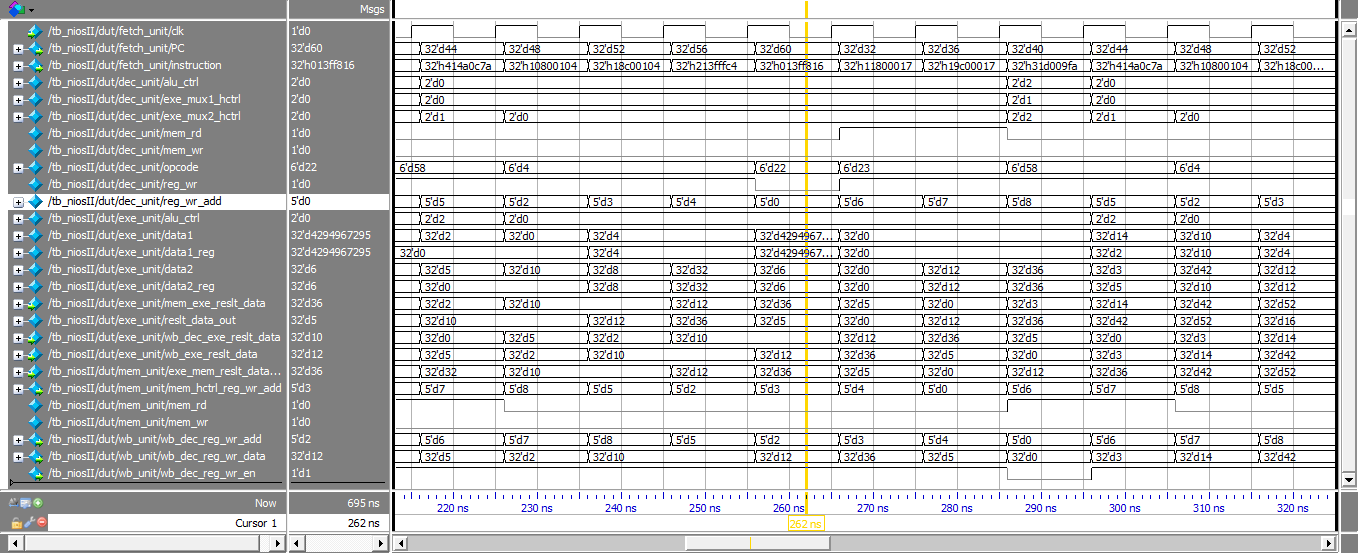 Msgs
/tb_niosII/dut/fetch_unit/clk 1'd0
/tb_niosII/dut/fetch_unit/PC 32'd60 32'd44 32'd48 32'd52 32'd56 32'd60 32'd32 32'd36 32'd40 32'd44 32'd48 32'd52
/tb_niosII/dut/fetch_unit/instruction 32'h013ff816 32'h414a0c7a 32'h10800104 32'h18c00104 32'h213fffc4 32'h013ff816 32'h11800017 32'h19c00017 32'h31d009fa 32'h414a0c7a 32'h10800104 32'h18c00...
/tb_niosII/dut/dec_unit/alu_ctrl 2'd0 2'd0 2'd2 2'd0
/tb_niosII/dut/dec_unit/exe_mux1_hctrl 2'd0 2'd0 2'd1 2'd0
/tb_niosII/dut/dec_unit/exe_mux2_hctrl 2'd0 2'd1 2'd0 2'd2 2'd1 2'd0
/tb_niosII/dut/dec_unit/mem_rd 1'd0
/tb_niosII/dut/dec_unit/mem_wr 1'd0
/tb_niosII/dut/dec_unit/opcode 6'd22 6'd58 6'd4 6'd22 6'd23 6'd58 6'd4
/tb_niosII/dut/dec_unit/reg_wr 1'd0
/tb_niosII/dut/dec_unit/reg_wr_add 5'd0 5'd5 5'd2 5'd3 5'd4 5'd0 5'd6 5'd7 5'd8 5'd5 5'd2 5'd3
/tb_niosII/dut/exe_unit/alu_ctrl 2'd0 2'd2 2'd0 2'd2 2'd0
/tb_niosII/dut/exe_unit/data1 32'd4294967295 32'd2 32'd0 32'd4 32'd4294967... 32'd0 32'd14 32'd10 32'd4
/tb_niosII/dut/exe_unit/data1_reg 32'd4294967295 32'd0 32'd4 32'd4294967... 32'd0 32'd2 32'd10 32'd4
/tb_niosII/dut/exe_unit/data2 32'd6 32'd5 32'd10 32'd8 32'd32 32'd6 32'd0 32'd12 32'd36 32'd3 32'd42 32'd12
/tb_niosII/dut/exe_unit/data2_reg 32'd6 32'd0 32'd8 32'd32 32'd6 32'd0 32'd12 32'd36 32'd5 32'd10 32'd12
/tb_niosII/dut/exe_unit/mem_exe_reslt_data 32'd36 32'd2 32'd10 32'd12 32'd36 32'd5 32'd0 32'd3 32'd14 32'd42 32'd52
/tb_niosII/dut/exe_unit/reslt_data_out 32'd5 32'd10 32'd12 32'd36 32'd5 32'd0 32'd12 32'd36 32'd42 32'd52 32'd16
/tb_niosII/dut/exe_unit/wb_dec_exe_reslt_data 32'd10 32'd0 32'd5 32'd2 32'd10 32'd12 32'd36 32'd5 32'd0 32'd3 32'd14
/tb_niosII/dut/exe_unit/wb_exe_reslt_data 32'd12 32'd5 32'd2 32'd10 32'd12 32'd36 32'd5 32'd0 32'd3 32'd14 32'd42
/tb_niosII/dut/mem_unit/exe_mem_reslt_data... 32'd36 32'd32 32'd10 32'd12 32'd36 32'd5 32'd0 32'd12 32'd36 32'd42 32'd52
/tb_niosII/dut/mem_unit/mem_hctrl_reg_wr_add 5'd3 5'd7 5'd8 5'd5 5'd2 5'd3 5'd4 5'd0 5'd6 5'd7 5'd8 5'd5
/tb_niosII/dut/mem_unit/mem_rd 1'd0
/tb_niosII/dut/mem_unit/mem_wr 1'd0
/tb_niosII/dut/wb_unit/wb_dec_reg_wr_add 5'd2 5'd6 5'd7 5'd8 5'd5 5'd2 5'd3 5'd4 5'd0 5'd6 5'd7 5'd8
/tb_niosII/dut/wb_unit/wb_dec_reg_wr_data 32'd12 32'd5 32'd2 32'd10 32'd12 32'd36 32'd5 32'd0 32'd3 32'd14 32'd42
/tb_niosII/dut/wb_unit/wb_dec_reg_wr_en 1'd1
Now 695 ns 220 ns 230 ns 240 ns 250 ns 260 ns 270 ns 280 ns 290 ns 300 ns 310 ns 320 ns
Cursor 1 262 ns 262 ns